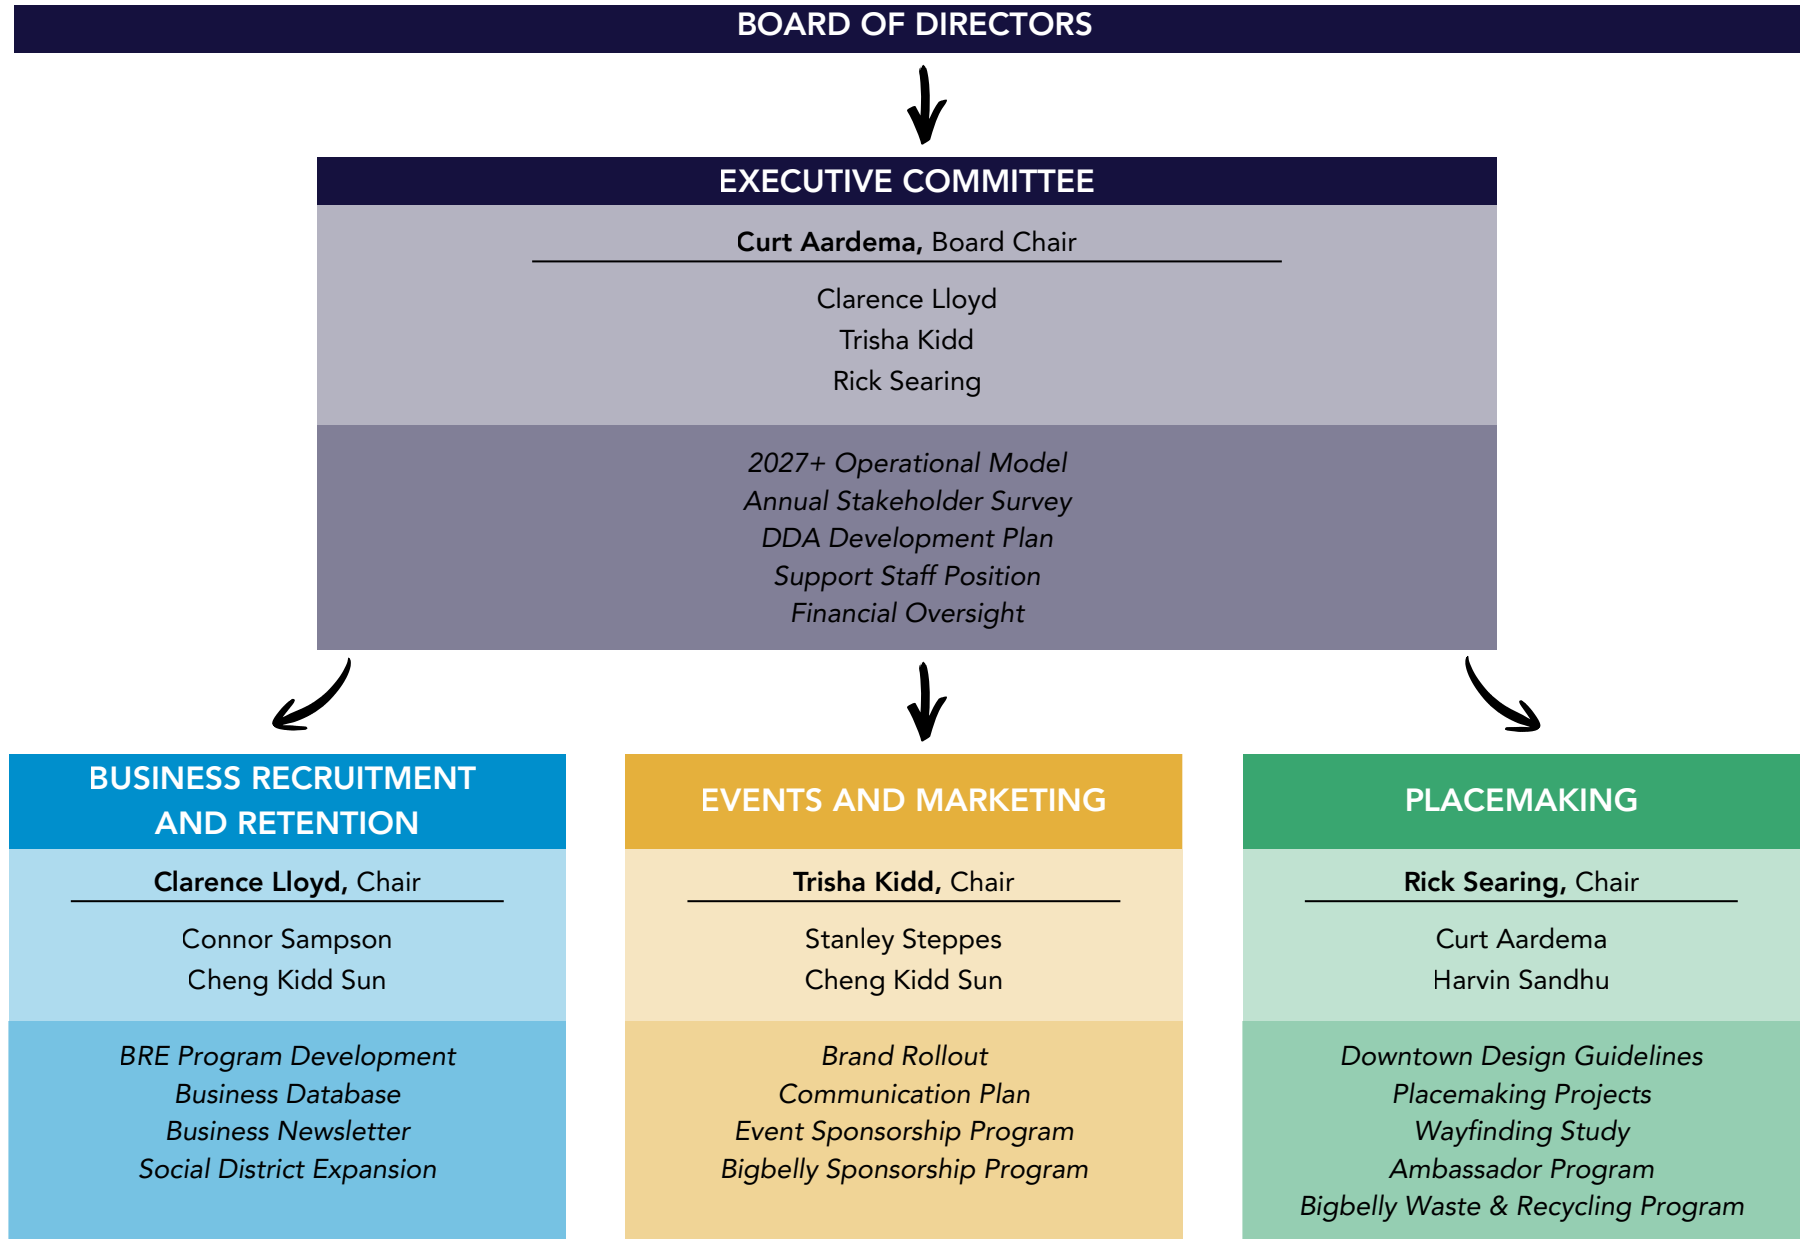 BOARD OF DIRECTORS
EXECUTIVE COMMITTEE
Curt Aardema, Board Chair
Clarence Lloyd
Trisha Kidd
Rick Searing
2027+ Operational Model
Annual Stakeholder Survey
DDA Development Plan
Support Staff Position
Financial Oversight
BUSINESS RECRUITMENT
AND RETENTION
Clarence Lloyd, Chair
Connor Sampson
Cheng Kidd Sun
BRE Program Development
Business Database
Business Newsletter
Social District Expansion
EVENTS AND MARKETING
Trisha Kidd, Chair
Stanley Steppes
Cheng Kidd Sun
Brand Rollout
Communication Plan
Event Sponsorship Program
Bigbelly Sponsorship Program
PLACEMAKING
Rick Searing, Chair
Curt Aardema
Harvin Sandhu
Downtown Design Guidelines
Placemaking Projects
Wayfinding Study
Ambassador Program
Bigbelly Waste & Recycling Program